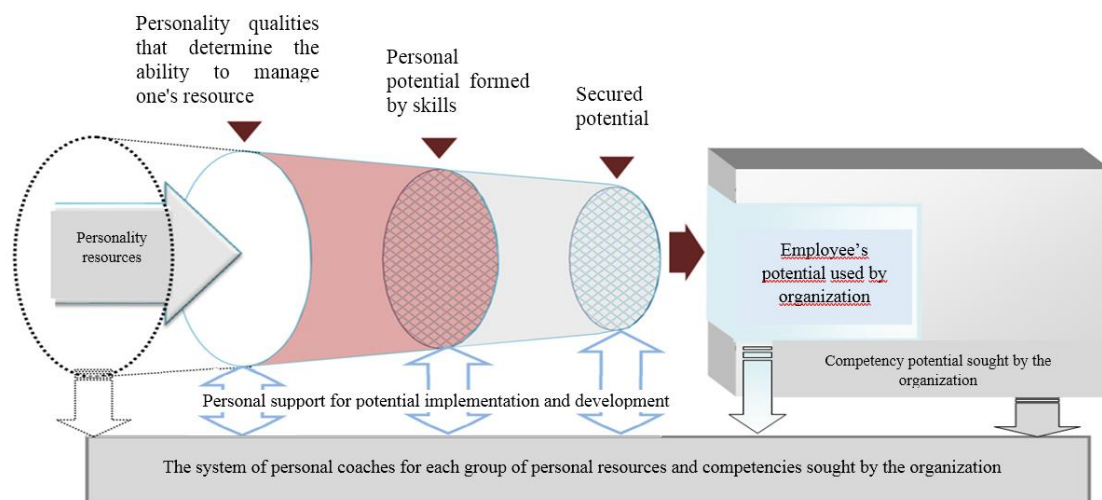 Personality qualities
that determine the
ability to manage
one's resource
Personal
potential formed
by skills
Secured
potential
Personality
resources
Employee's
potential used by
organization
Competency potential sought by the
organization
Personal support for potential implementation and development
The system of personal coaches for each group of personal resources and competencies sought by the organization